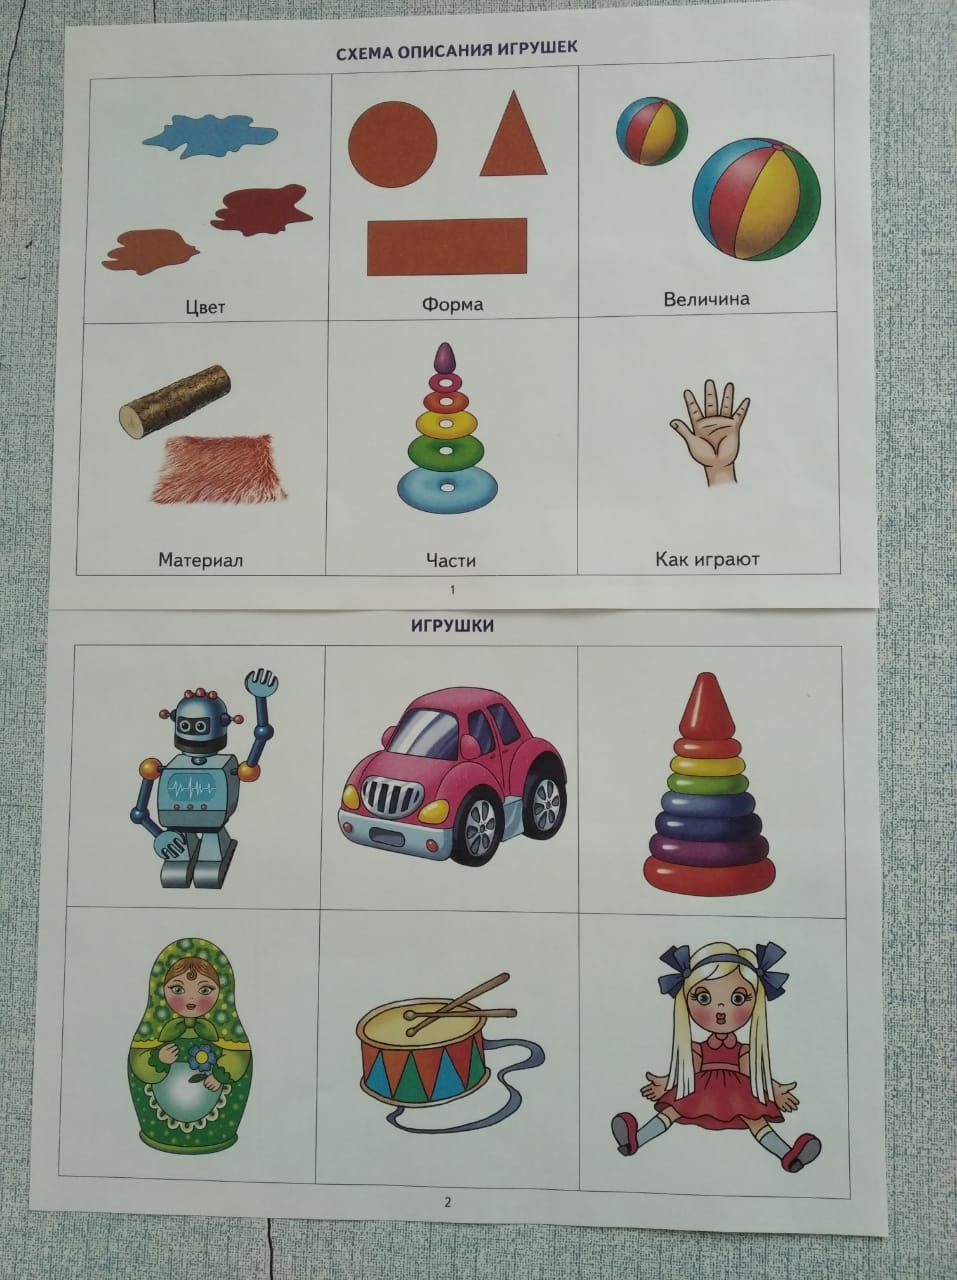 СХЕМА ОПИСАНИЯ ИГРУШЕК
Цвет
Форма
Величина
Материал
Части
Как играют
1
ИГРУШКИ
2